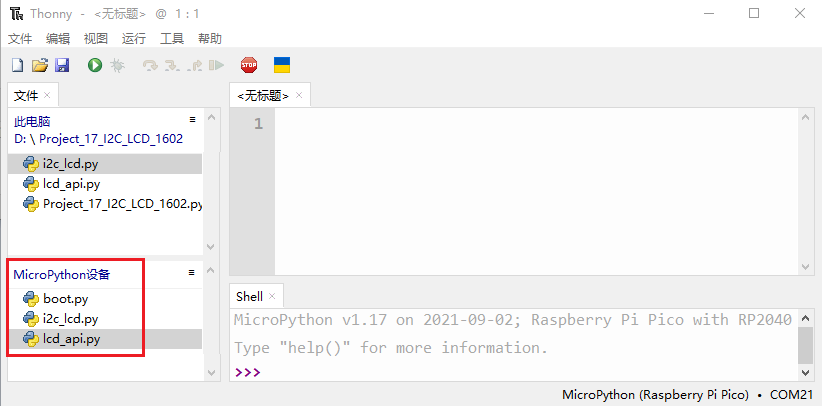 Thonny - <无标题> @ 1 : 1
文件 编辑 视图 运行 工具 帮助
STOP
文件
此电脑
D: \ Project_17_I2C_LCD_1602
i2c_lcd.py
lcd_api.py
Project_17_I2C_LCD_1602.py
MicroPython设备
boot.py
i2c_lcd.py
lcd_api.py
<无标题>
1
Shell
MicroPython v1.17 on 2021-09-02; Raspberry Pi Pico with RP2040
Type "help()" for more information.
>>>
MicroPython (Raspberry Pi Pico) • COM21